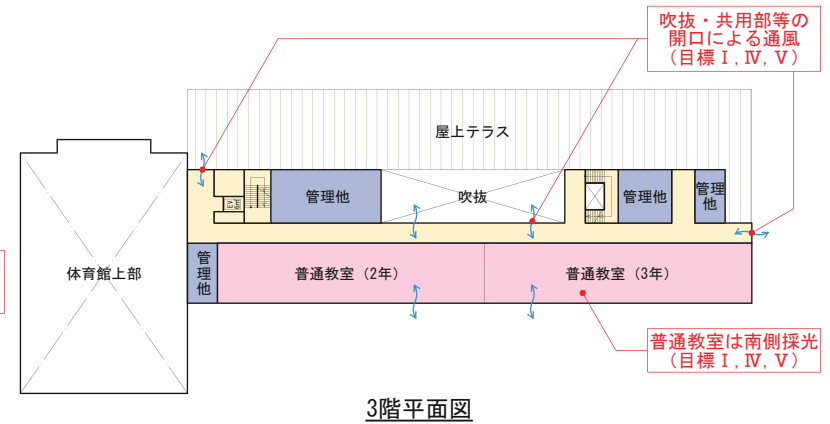 吹抜・共用部等の
開口による通風
（目標Ⅰ,Ⅳ,Ⅴ）
屋上テラス
管理他
吹抜
管理他
管理
他
EV
管
理
他
体育館上部
普通教室（2年）
普通教室（3年）
普通教室は南側採光
（目標Ⅰ,Ⅳ,Ⅴ）
3階平面図